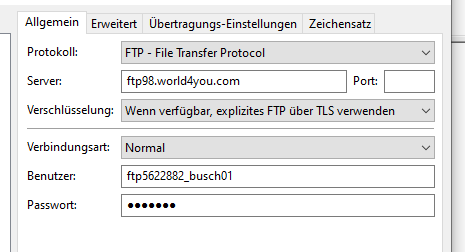 Allgemein Erweitert Übertragungs-Einstellungen Zeichensatz
Protokoll: FTP - File Transfer Protocol
Server: ftp98.world4you.com Port:
Verschlüsselung: Wenn verfügbar, explizites FTP über TLS verwenden
Verbindungsart: Normal
Benutzer: ftp5622882_busch01
Passwort: ●●●●●●●